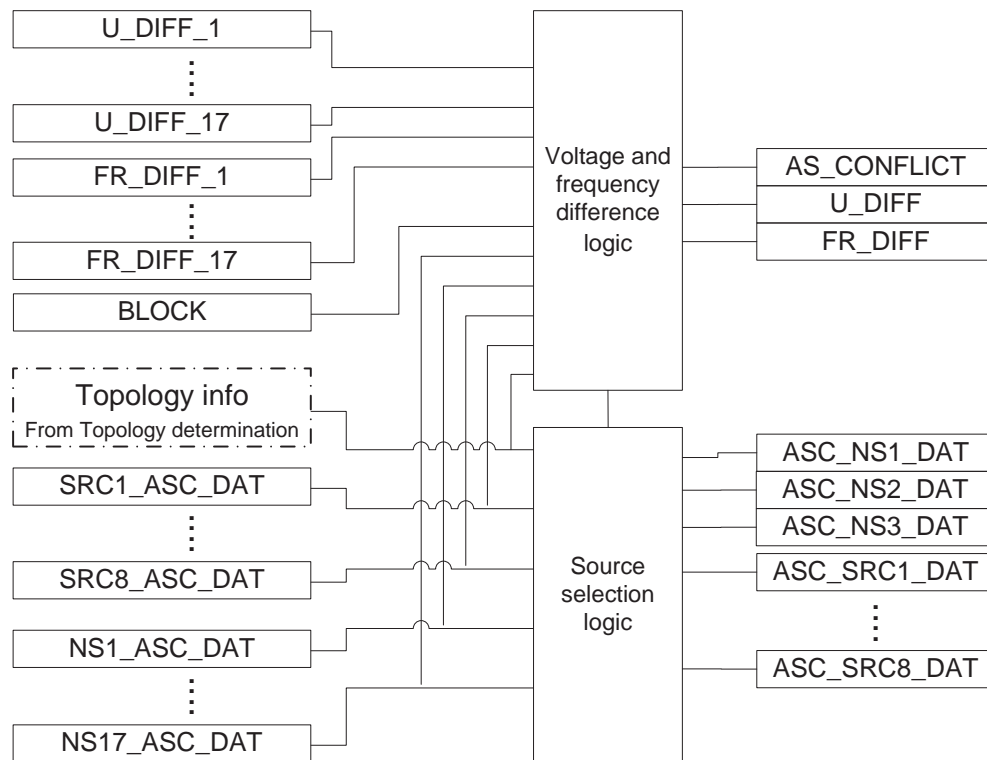 U_DIFF_1
U_DIFF_17
FR_DIFF_1
FR_DIFF_17
BLOCK
Topology info
From Topology determination
SRC1_ASC_DAT
SRC8_ASC_DAT
NS1_ASC_DAT
NS17_ASC_DAT
Voltage and
frequency
difference
logic
Source
selection
logic
AS_CONFLICT
U_DIFF
FR_DIFF
ASC_NS1_DAT
ASC_NS2_DAT
ASC_NS3_DAT
ASC_SRC1_DAT
ASC_SRC8_DAT